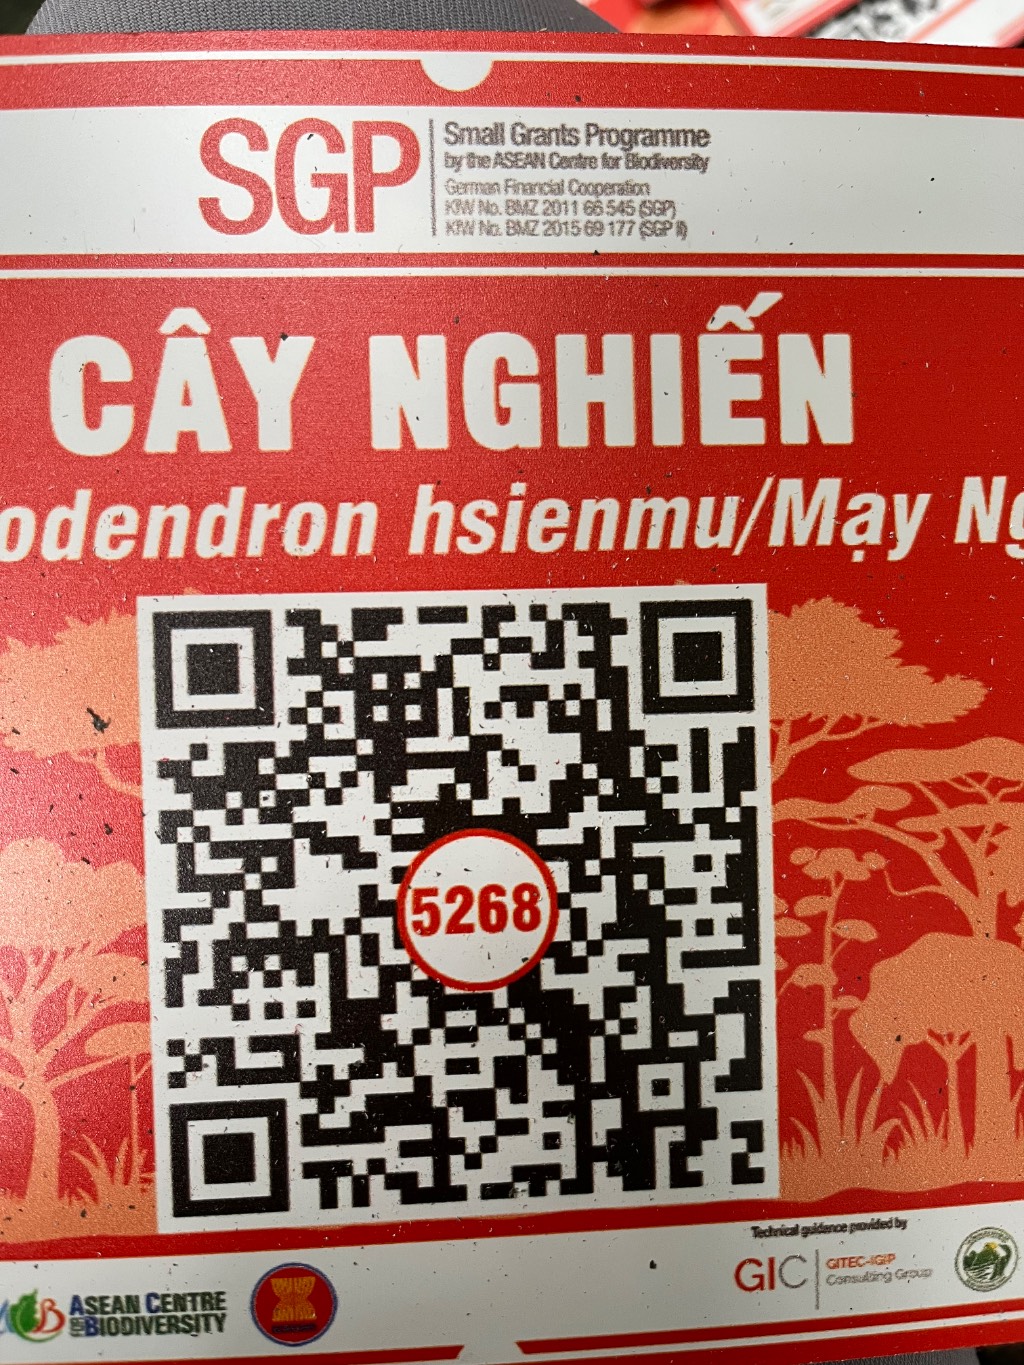 SGP
Small Grants Programme
by the ASEAN Centre for Biodiversity
German Financial Cooperation
KfW No. BMZ 2011 66 545 (SGP)
KfW No. BMZ 2015 69 177 (SGP II)
CÂY NGHIẾN
odendron hsienmu/Mạy Ng
5268
Technical guidance provided by
ASEAN CENTRE
FOR BIODIVERSITY
GIC
GITEC-IGIP
Consulting Group